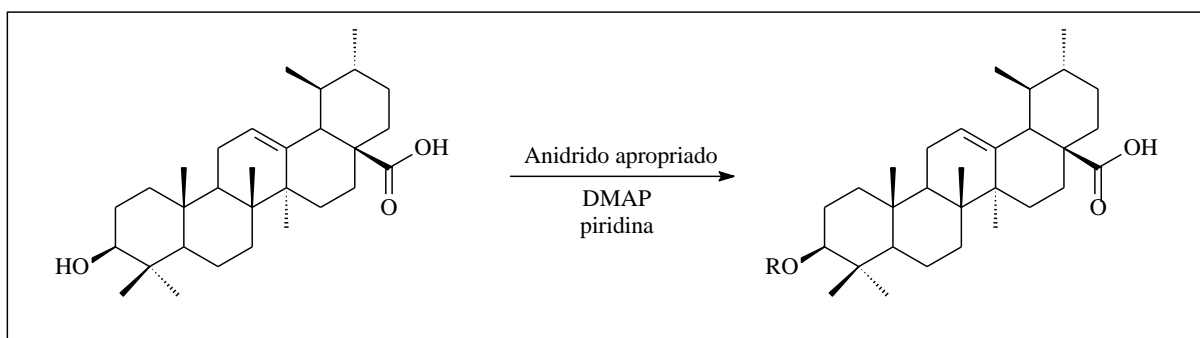 OH
O
HO
Anidrido apropriado
DMAP
piridina
OH
O
RO